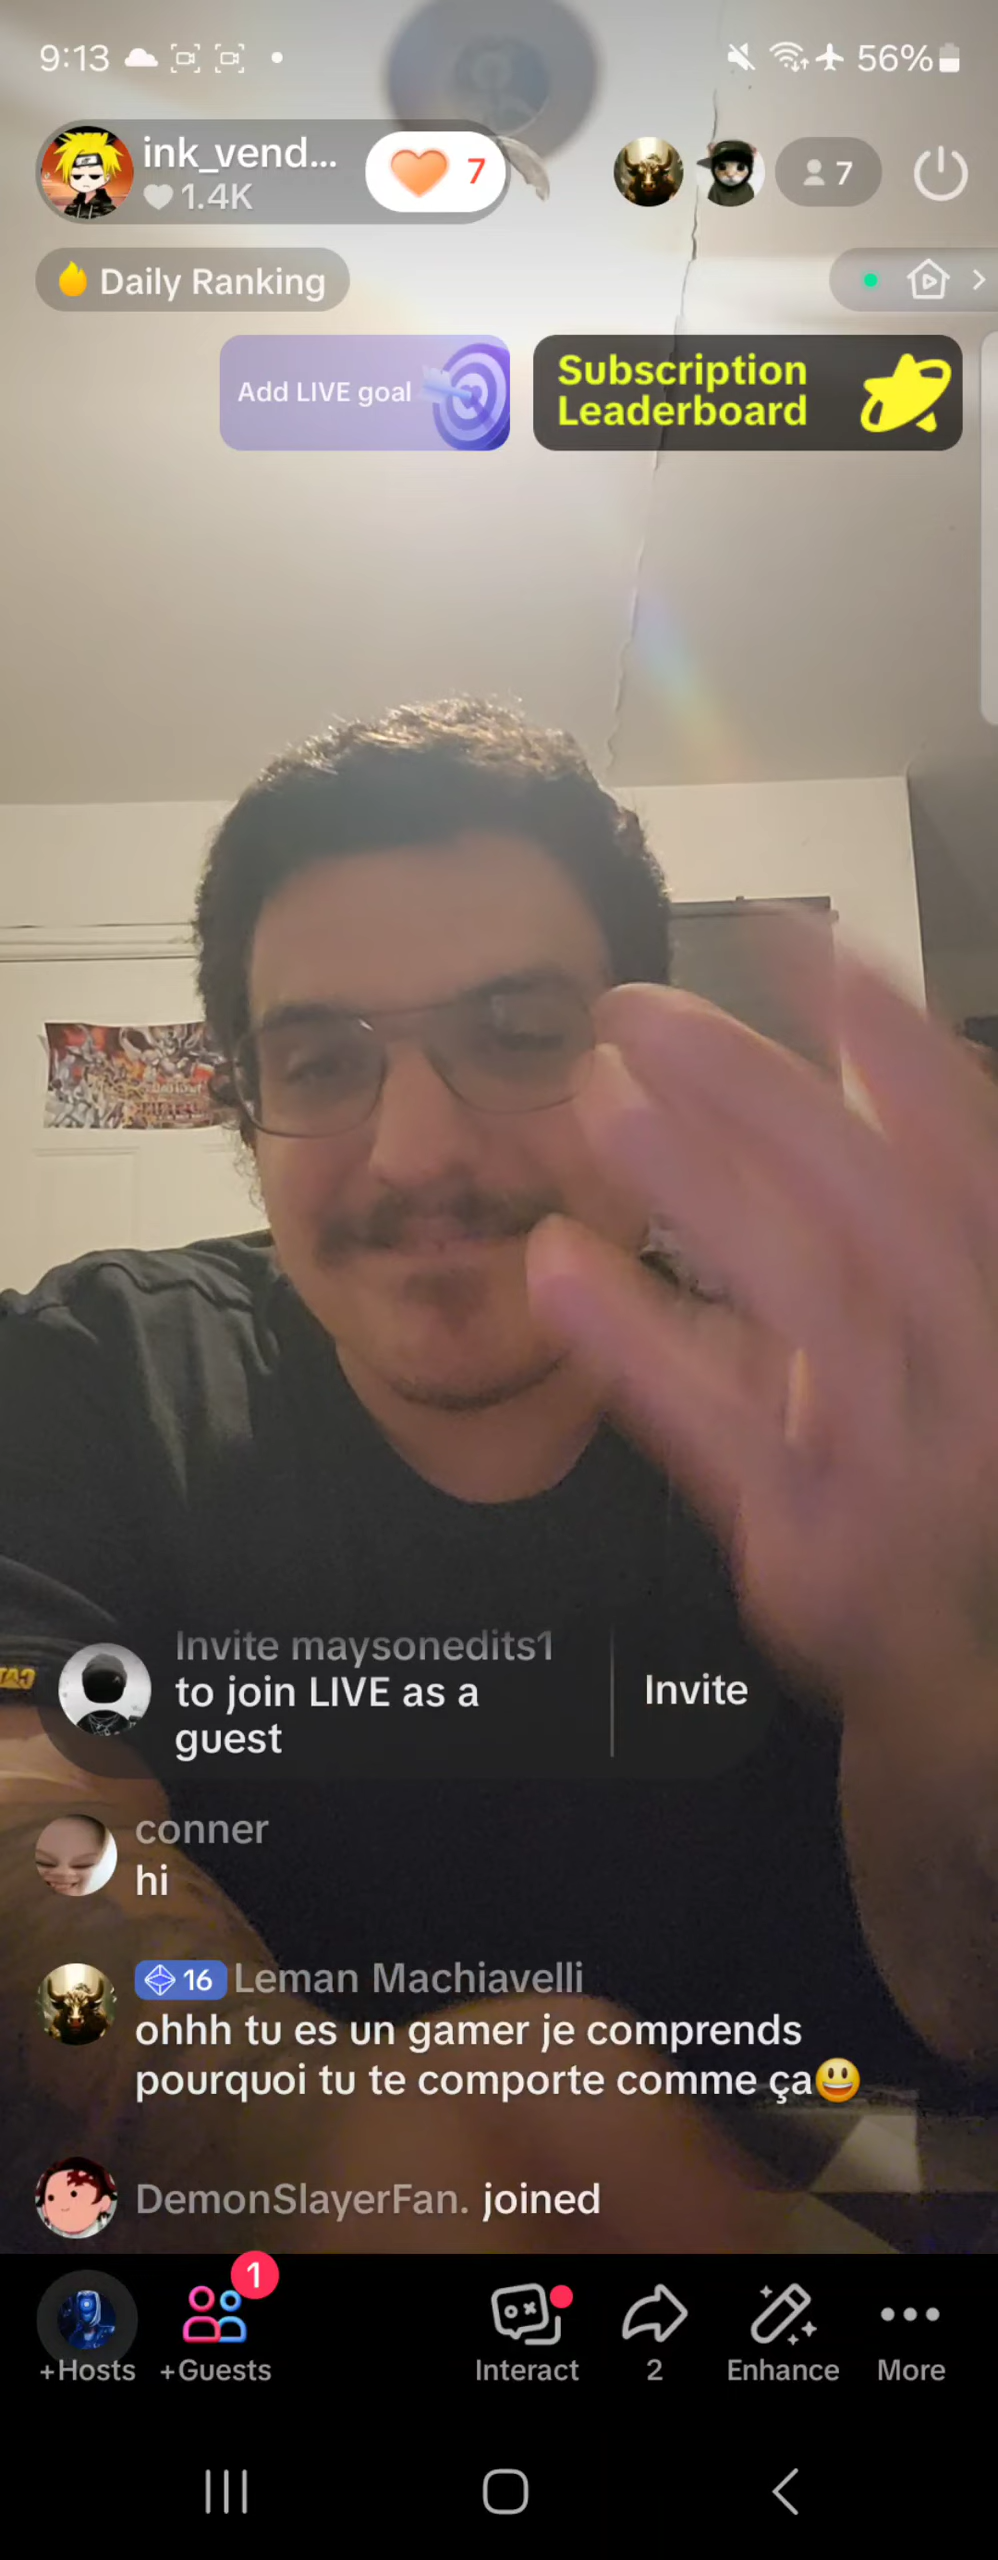 9:13
56%
ink_vend...
1.4K
7
7
Daily Ranking
Add LIVE goal
Subscription
Leaderboard
Invite maysonedits1
to join LIVE as a
guest
Invite
conner
hi
16 Leman Machiavelli
ohhh tu es un gamer je comprends
pourquoi tu te comporte comme ça😃
DemonSlayerFan. joined
1
+Hosts
+Guests
Interact
2
Enhance
More